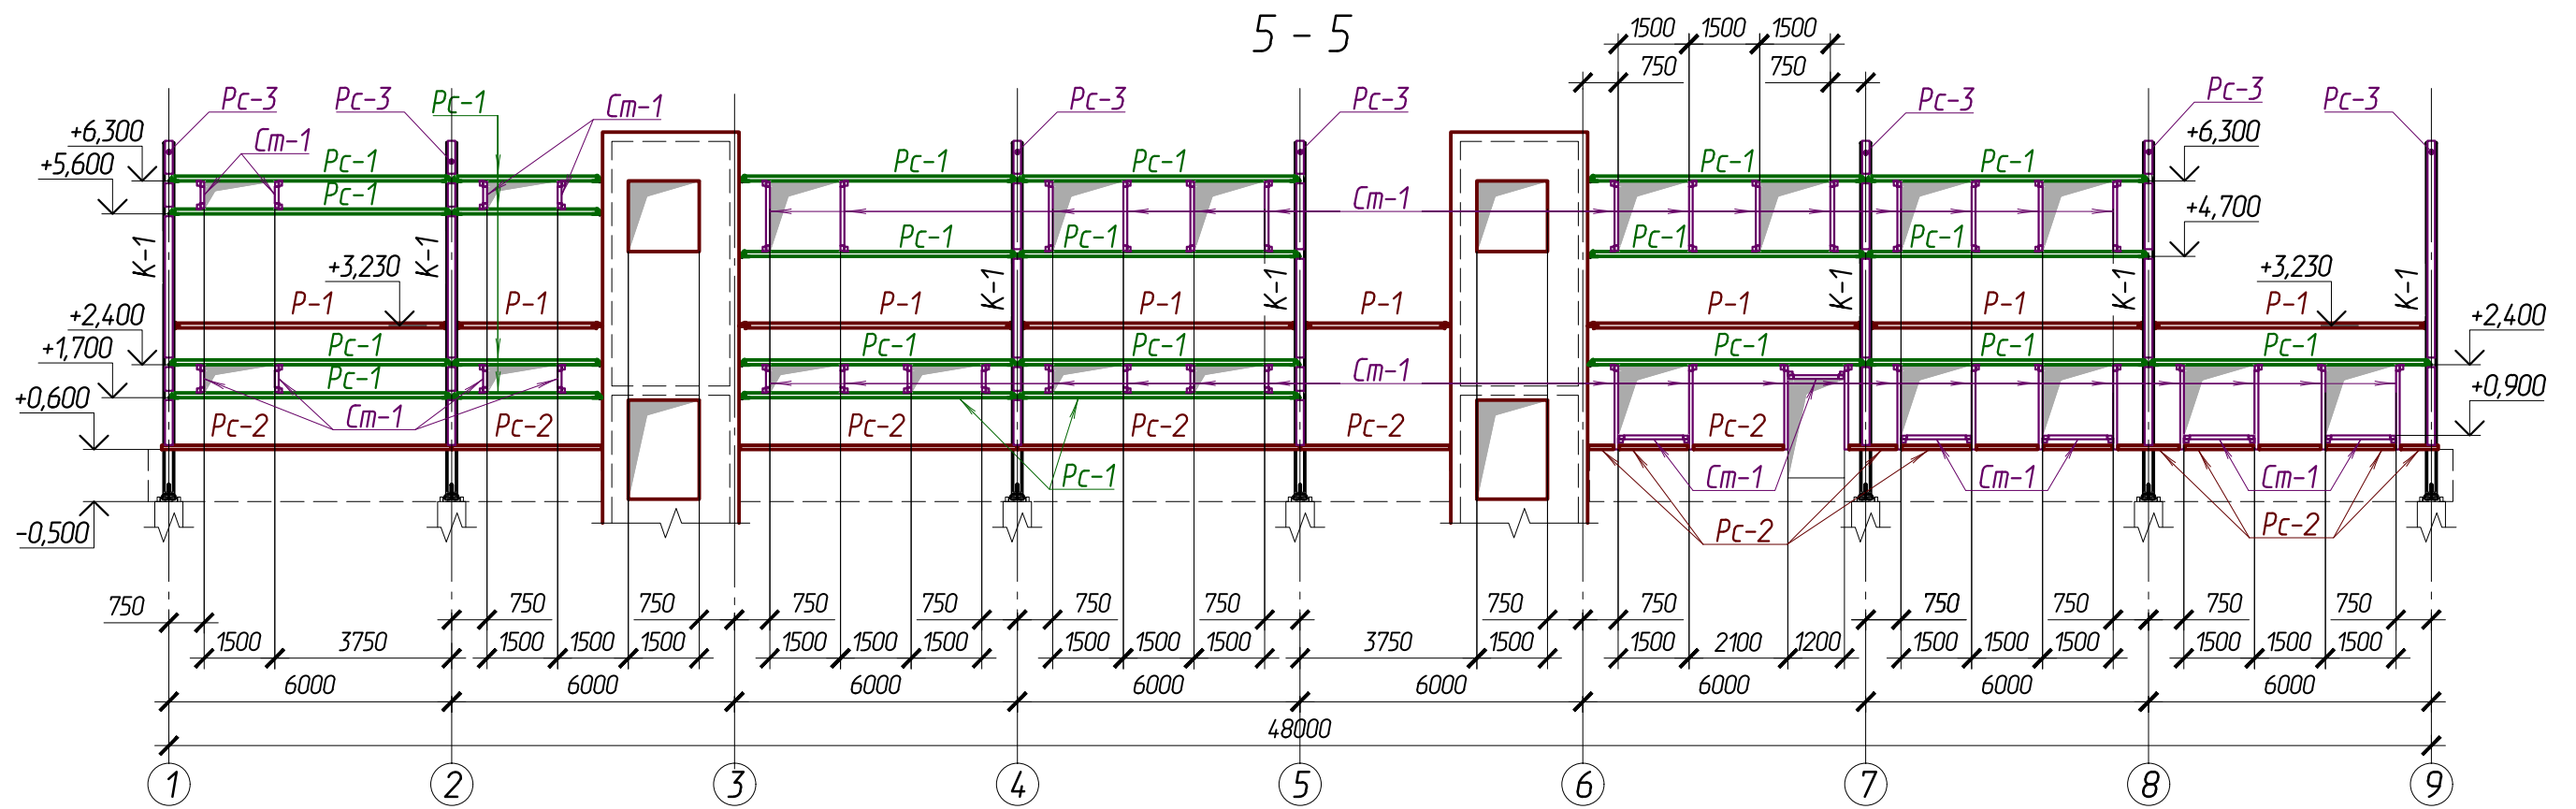 5 - 5
1500 1500 1500
750 750
Рс-3 Рс-3 Рс-1 Ст-1 Рс-3 Рс-3 Рс-3 Рс-3 Рс-3
+6,300 Ст-1 +6,300
+5,600 Рс-1 Рс-1 Рс-1 Рс-1 Рс-1
Рс-1 Ст-1 +4,700
Рс-1 Рс-1 Рс-1 Рс-1
К-1 К-1 К-1 К-1 К-1 К-1 К-1
+3,230 +3,230
Р-1 Р-1 Р-1 Р-1 Р-1 Р-1 Р-1 Р-1
+2,400 +2,400
+1,700 Рс-1 Рс-1 Рс-1 Рс-1 Рс-1 Рс-1
Рс-1 Ст-1
+0,600 Ст-1 +0,900
Рс-2 Рс-2 Рс-2 Рс-2 Рс-2 Рс-2
Рс-1 Ст-1 Ст-1 Ст-1
-0,500 Рс-2 Рс-2
750 750 750 750 750 750 750 750 750 750 750 750 750 750
1500 3750 1500 1500 1500 1500 1500 1500 1500 1500 1500 3750 1500 1500 2100 1200 1500 1500 1500 1500 1500 1500
6000 6000 6000 6000 6000 6000 6000 6000
48000
1 2 3 4 5 6 7 8 9